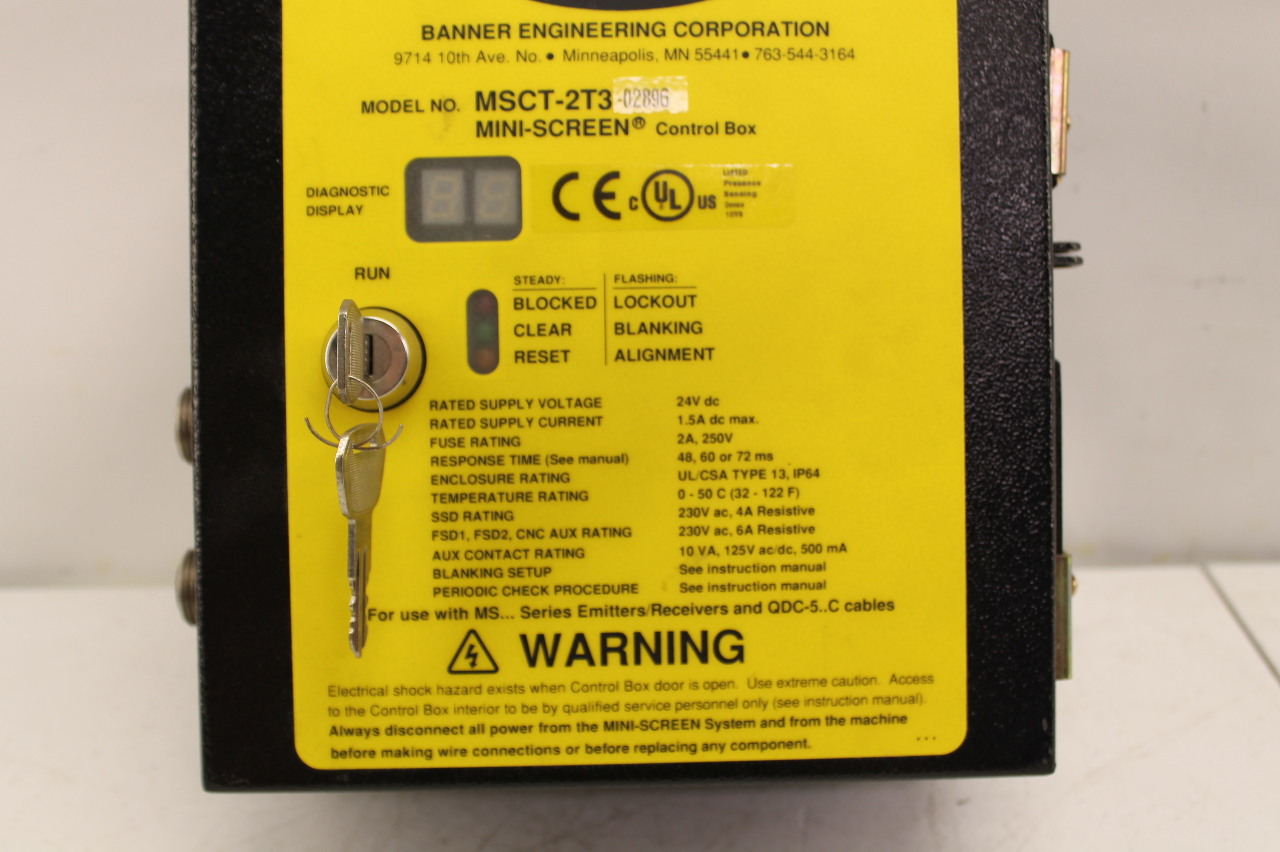 BANNER ENGINEERING CORPORATION
9714 10th Ave. No. • Minneapolis, MN 55441 • 763-544-3164
MODEL NO. MSCT-2T3 -02896
MINI-SCREEN® Control Box
DIAGNOSTIC
DISPLAY
CE
c UL US
LISTED
Presence
Sensing
Device
RUN
STEADY: FLASHING:
BLOCKED LOCKOUT
CLEAR BLANKING
RESET ALIGNMENT
RATED SUPPLY VOLTAGE 24V dc
RATED SUPPLY CURRENT 1.5A dc max.
FUSE RATING 2A, 250V
RESPONSE TIME (See manual) 48, 60 or 72 ms
ENCLOSURE RATING UL/CSA TYPE 13, IP64
TEMPERATURE RATING 0 - 50 C (32 - 122 F)
SSD RATING 230V ac, 4A Resistive
FSD1, FSD2, CNC AUX RATING 230V ac, 6A Resistive
AUX CONTACT RATING 10 VA, 125V ac/dc, 500 mA
BLANKING SETUP See instruction manual
PERIODIC CHECK PROCEDURE See instruction manual
For use with MS... Series Emitters/Receivers and QDC-5..C cables
WARNING
Electrical shock hazard exists when Control Box door is open. Use extreme caution. Access
to the Control Box interior to be by qualified service personnel only (see instruction manual).
Always disconnect all power from the MINI-SCREEN System and from the machine
before making wire connections or before replacing any component.